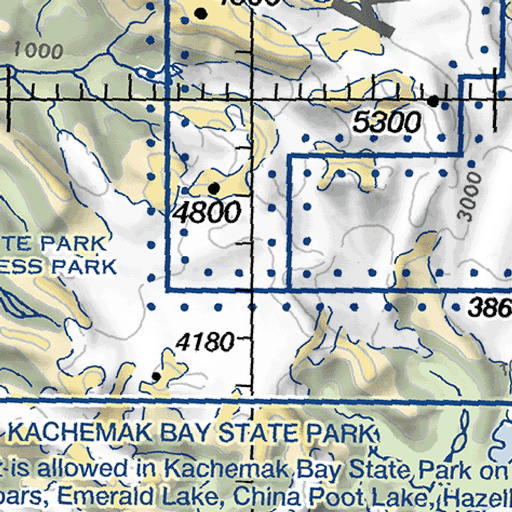 1000
5300
3000
4800
TE PARK
ESS PARK
386
4180
KACHEMAK BAY STATE PARK
is allowed in Kachemak Bay State Park on
bars, Emerald Lake, China Poot Lake, Hazel